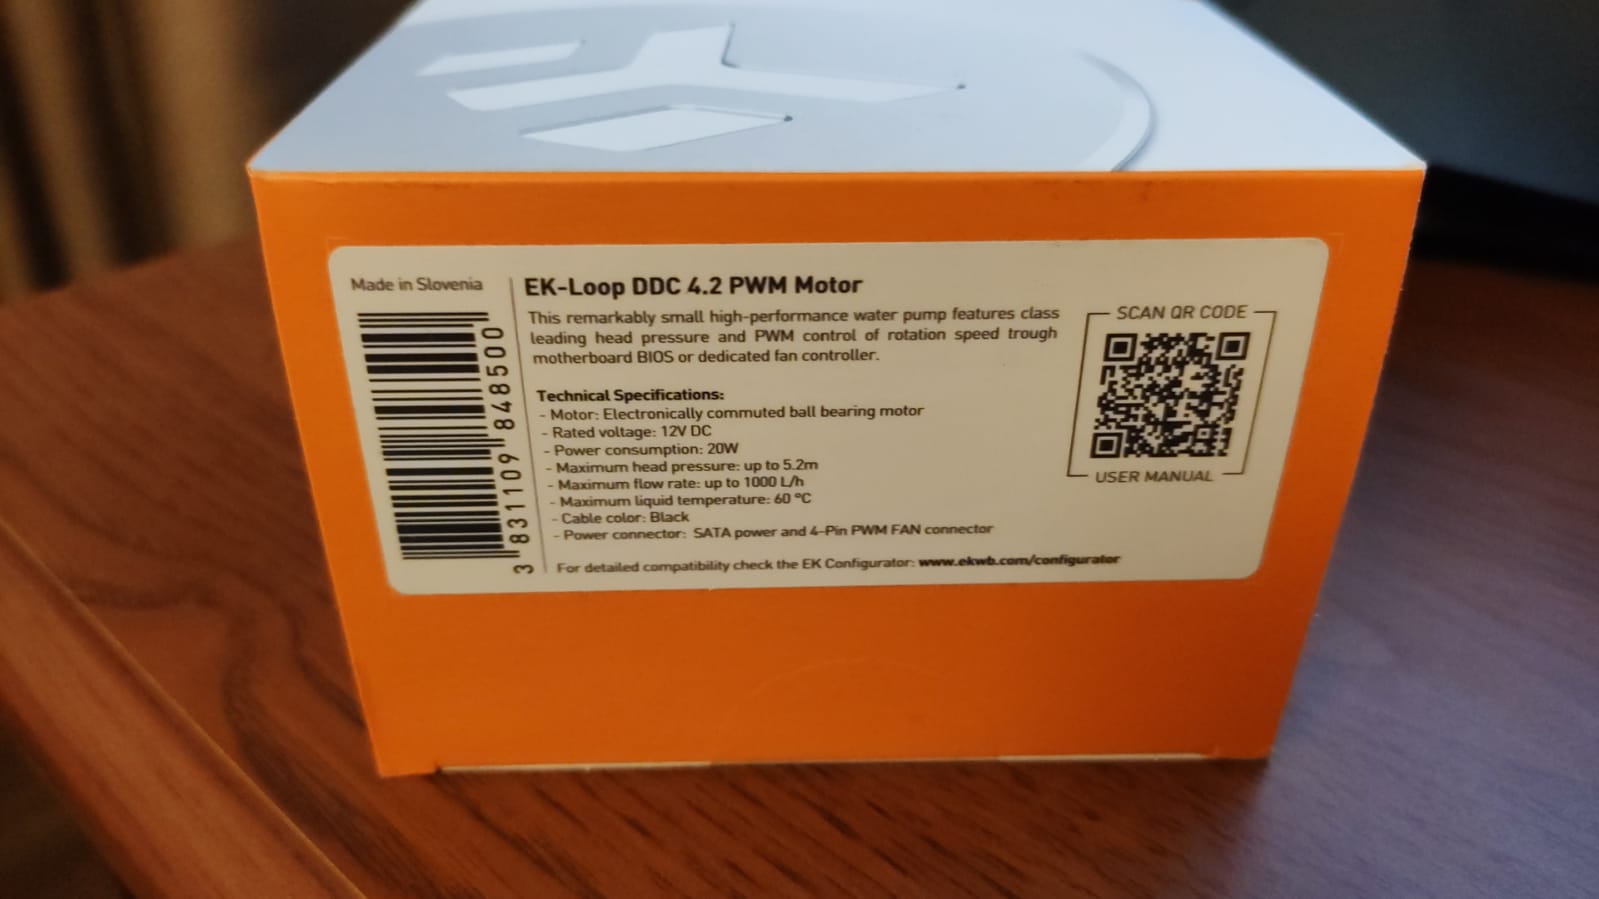 Made in Slovenia
3 831109 848500
EK-Loop DDC 4.2 PWM Motor
This remarkably small high-performance water pump features class
leading head pressure and PWM control of rotation speed trough
motherboard BIOS or dedicated fan controller.
Technical Specifications:
- Motor: Electronically commuted ball bearing motor
- Rated voltage: 12V DC
- Power consumption: 20W
- Maximum head pressure: up to 5.2m
- Maximum flow rate: up to 1000 L/h
- Maximum liquid temperature: 60 °C
- Cable color: Black
- Power connector: SATA power and 4-Pin PWM FAN connector
For detailed compatibility check the EK Configurator: www.ekwb.com/configurator
SCAN QR CODE
USER MANUAL